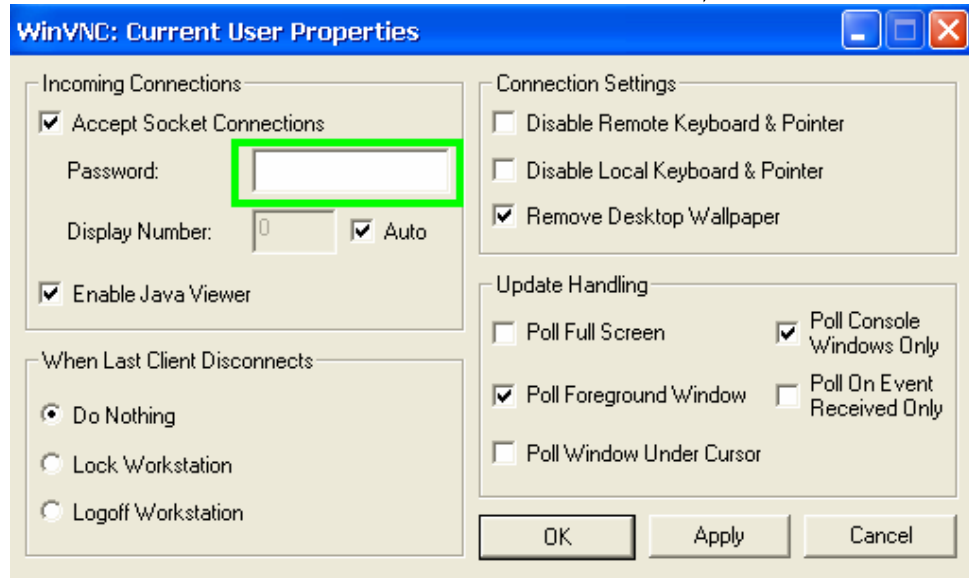 WinVNC: Current User Properties
Incoming Connections
Accept Socket Connections
Password:
Display Number: 0 Auto
Enable Java Viewer
When Last Client Disconnects
Do Nothing
Lock Workstation
Logoff Workstation
Connection Settings
Disable Remote Keyboard & Pointer
Disable Local Keyboard & Pointer
Remove Desktop Wallpaper
Update Handling
Poll Full Screen
Poll Console
Windows Only
Poll Foreground Window
Poll On Event
Received Only
Poll Window Under Cursor
OK Apply Cancel